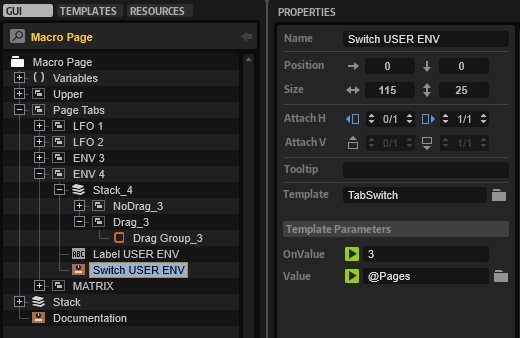 GUI TEMPLATES RESOURCES
Macro Page
Macro Page
( ) Variables
Upper
Page Tabs
LFO 1
LFO 2
ENV 3
ENV 4
Stack_4
NoDrag_3
Drag_3
Drag Group_3
ABC Label USER ENV
Switch USER ENV
MATRIX
Stack
Documentation
PROPERTIES
Name Switch USER ENV
Position 0 0
Size 115 25
Attach H 0/1 1/1
Attach V 0/1 1/1
Tooltip
Template TabSwitch
Template Parameters
OnValue 3
Value @Pages